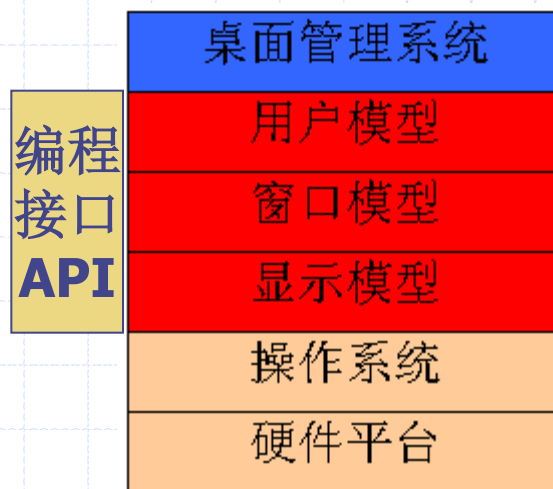 桌面管理系统
用户模型
窗口模型
显示模型
操作系统
硬件平台
编程
接口
API